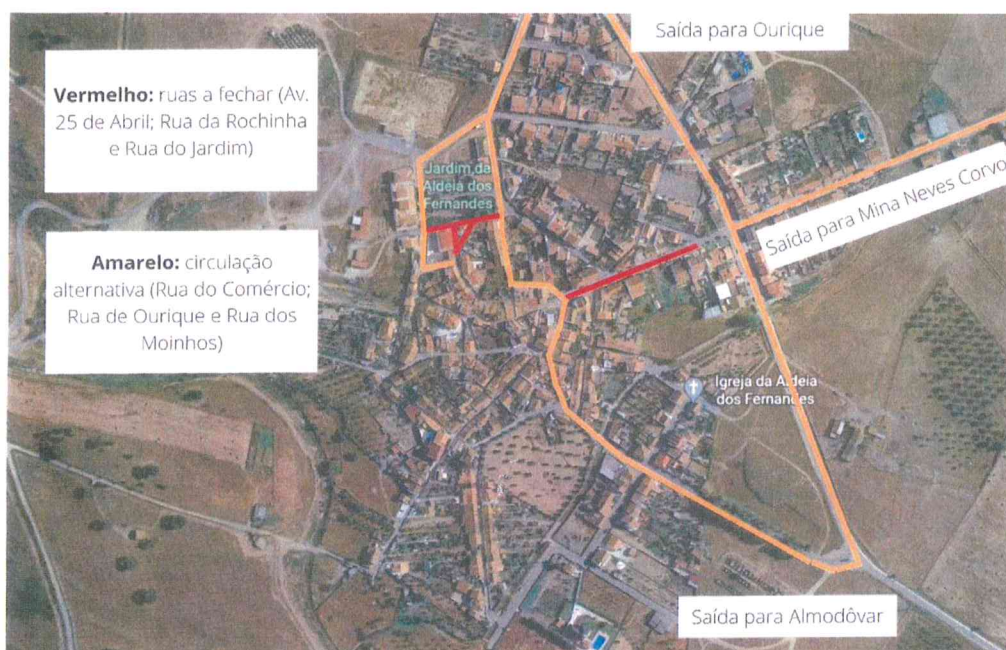 Saída para Ourique
Vermelho: ruas a fechar (Av.
25 de Abril; Rua da Rochinha
e Rua do Jardim)
Jardim da
Aldeia dos
Fernandes
Saída para Mina Neves Corvo
Amarelo: circulação
alternativa (Rua do Comércio;
Rua de Ourique e Rua dos
Moinhos)
Igreja da Aldeia
dos Fernandes
Saída para Almodôvar